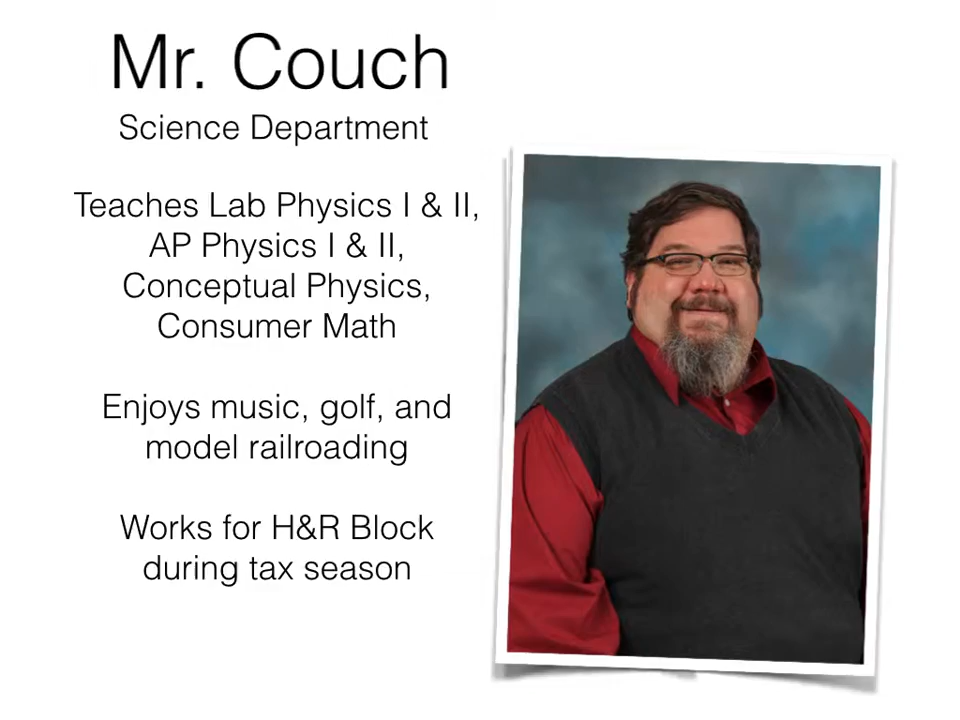 Mr. Couch
Science Department
Teaches Lab Physics I & II,
AP Physics I & II,
Conceptual Physics,
Consumer Math
Enjoys music, golf, and
model railroading
Works for H&R Block
during tax season